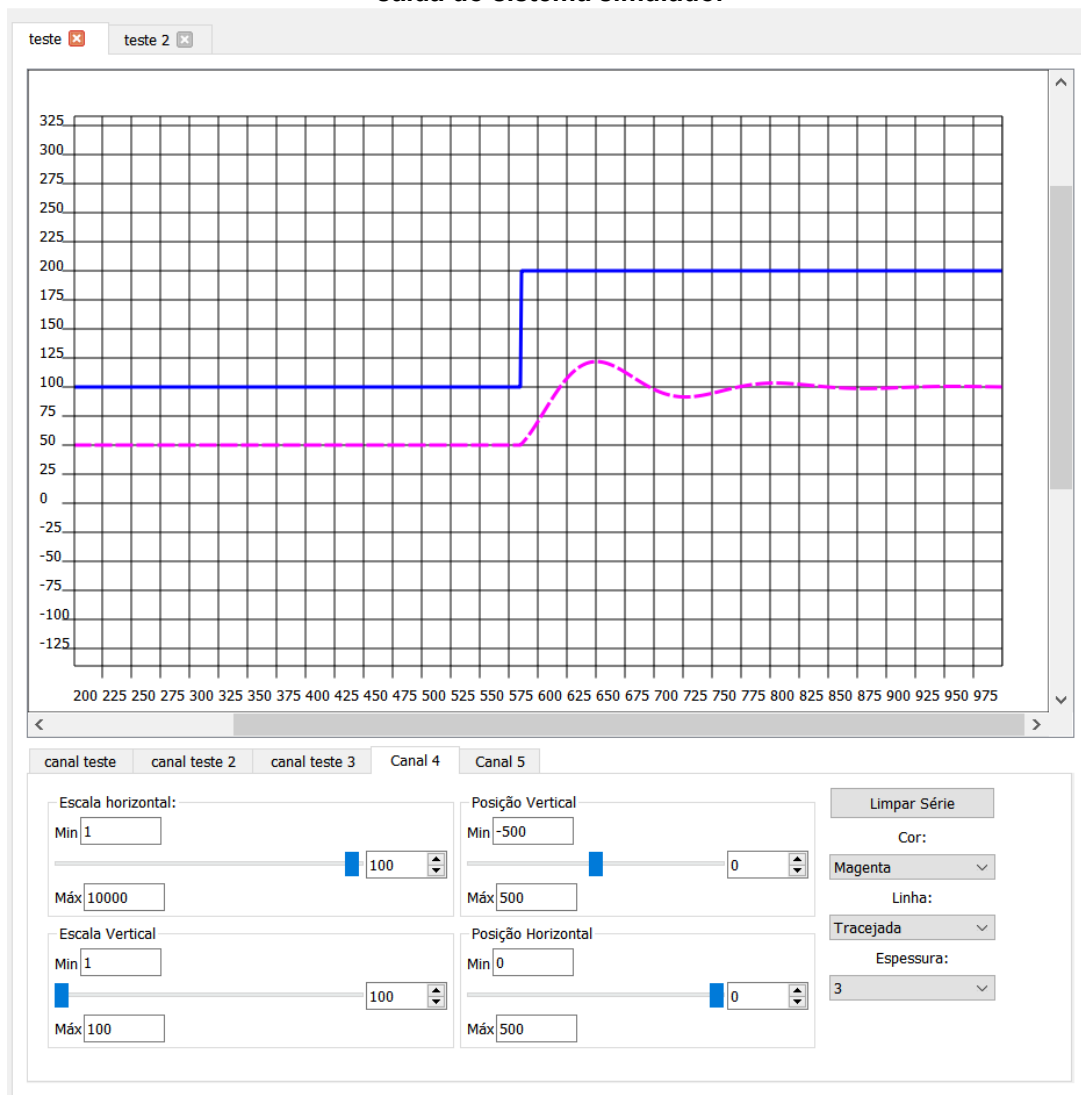 teste teste 2
325
300
275
250
225
200
175
150
125
100
75
50
25
0
-25
-50
-75
-100
-125
200 225 250 275 300 325 350 375 400 425 450 475 500 525 550 575 600 625 650 675 700 725 750 775 800 825 850 875 900 925 950 975
canal teste canal teste 2 canal teste 3 Canal 4 Canal 5
Escala horizontal:
Min 1
100
Máx 10000
Escala Vertical
Min 1
100
Máx 100
Posição Vertical
Min -500
0
Máx 500
Posição Horizontal
Min 0
0
Máx 500
Limpar Série
Cor:
Magenta
Linha:
Tracejada
Espessura:
3